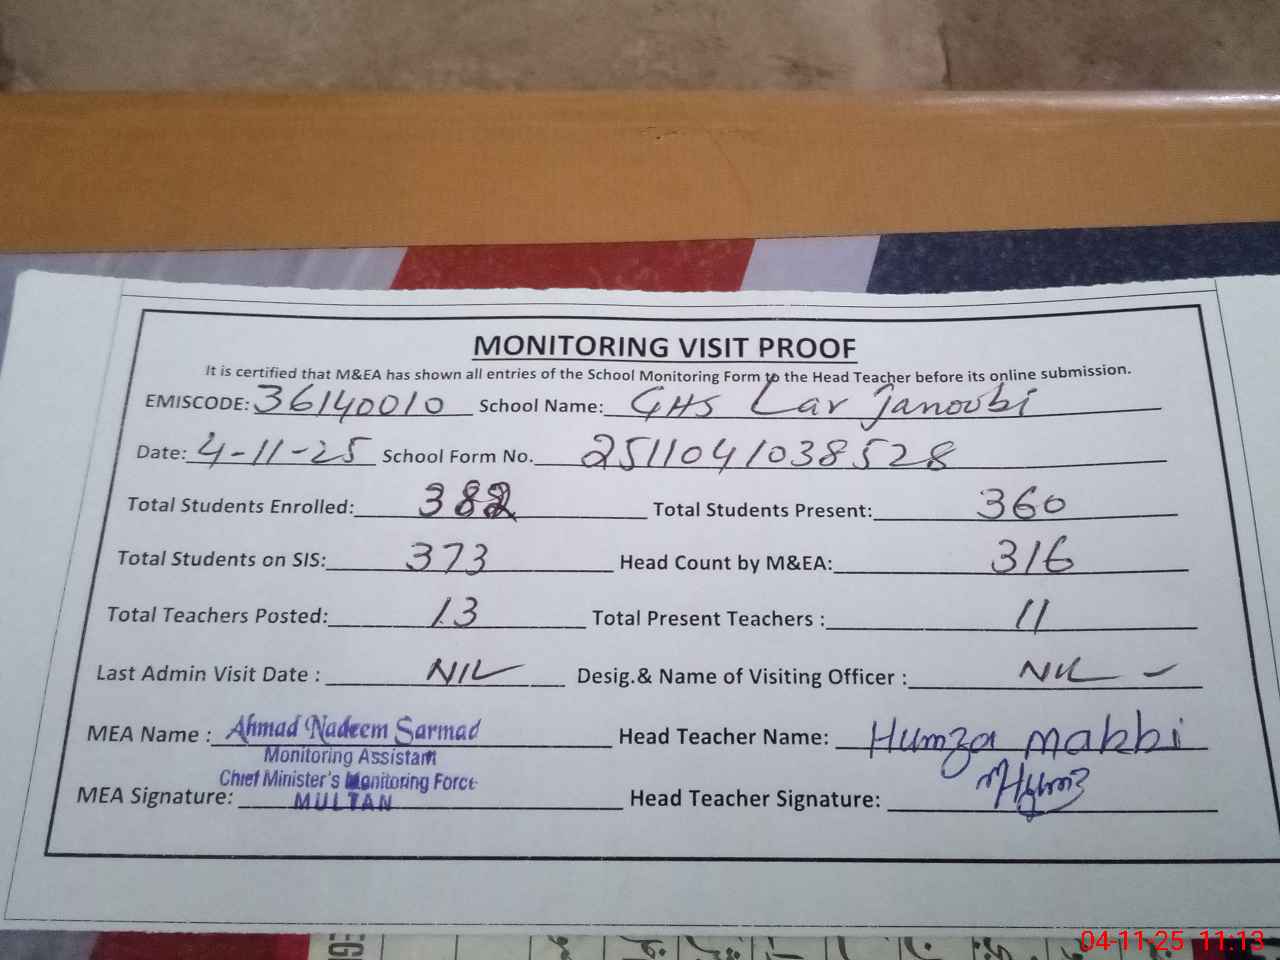 MONITORING VISIT PROOF
It is certified that M&EA has shown all entries of the School Monitoring Form to the Head Teacher before its online submission.
EMISCODE: 36140010 School Name: GHS Lar Janoobi
Date: 4-11-25 School Form No. 2511041038528
Total Students Enrolled: 382 Total Students Present: 360
Total Students on SIS: 373 Head Count by M&EA: 316
Total Teachers Posted: 13 Total Present Teachers : 11
Last Admin Visit Date : NIL Desig.& Name of Visiting Officer : NIL -
MEA Name : Ahmad Nadeem Sarmad Head Teacher Name: Humza makki
Monitoring Assistant
Chief Minister's Monitoring Force
MEA Signature: MULTAN Head Teacher Signature:
04-11-25 11:13